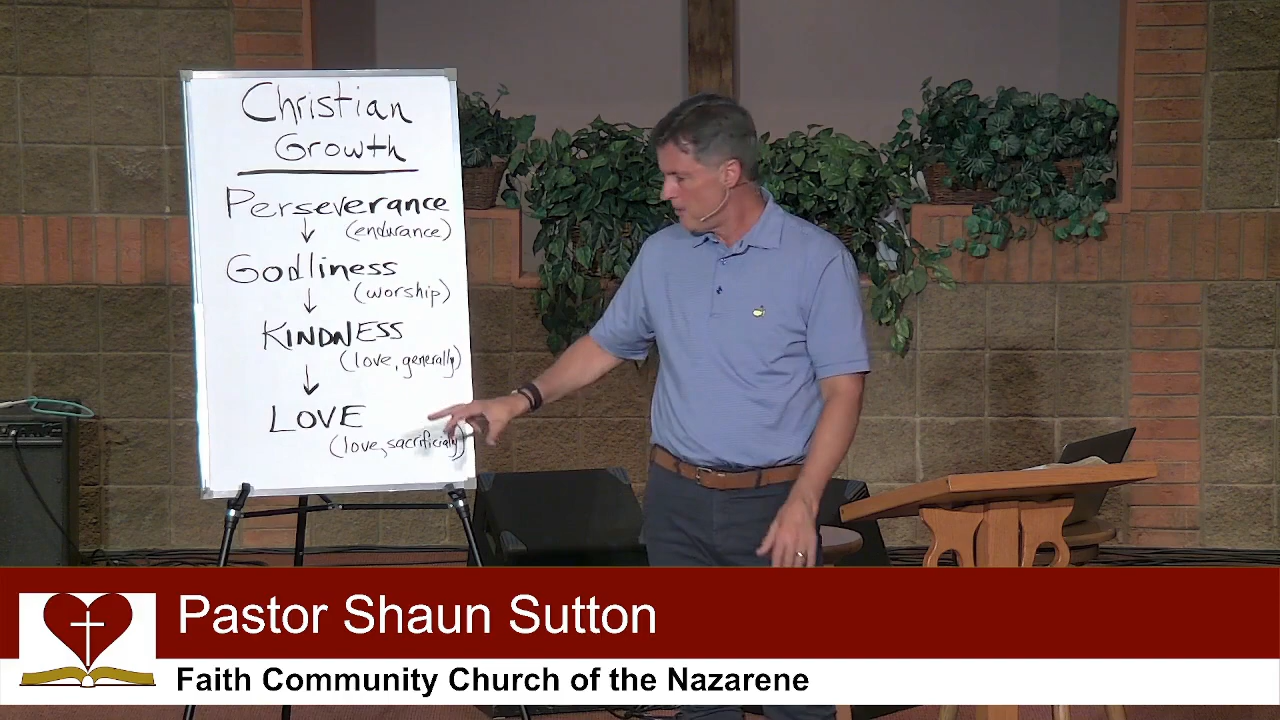 Christian
Growth
Perseverance
(endurance)
Godliness
(worship)
KINDNESS
(love, generally)
LOVE
(love, sacrificially)
Pastor Shaun Sutton
Faith Community Church of the Nazarene